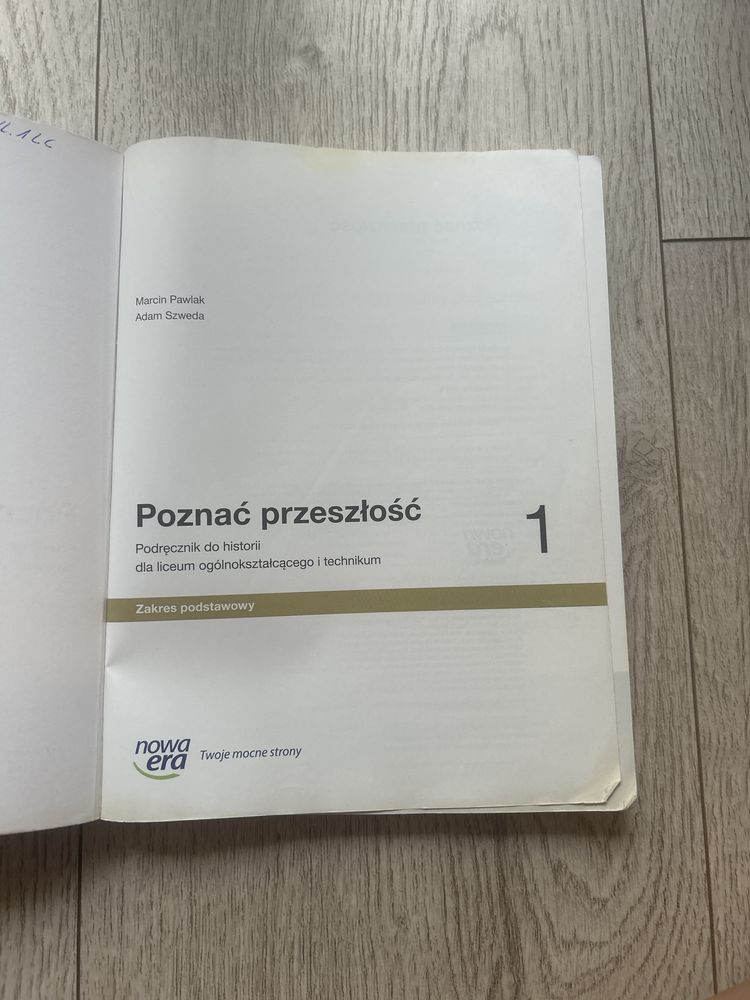 Marcin Pawlak
Adam Szweda
Poznać przeszłość 1
Podręcznik do historii
dla liceum ogólnokształcącego i technikum
Zakres podstawowy
nowa
era
Twoje mocne strony